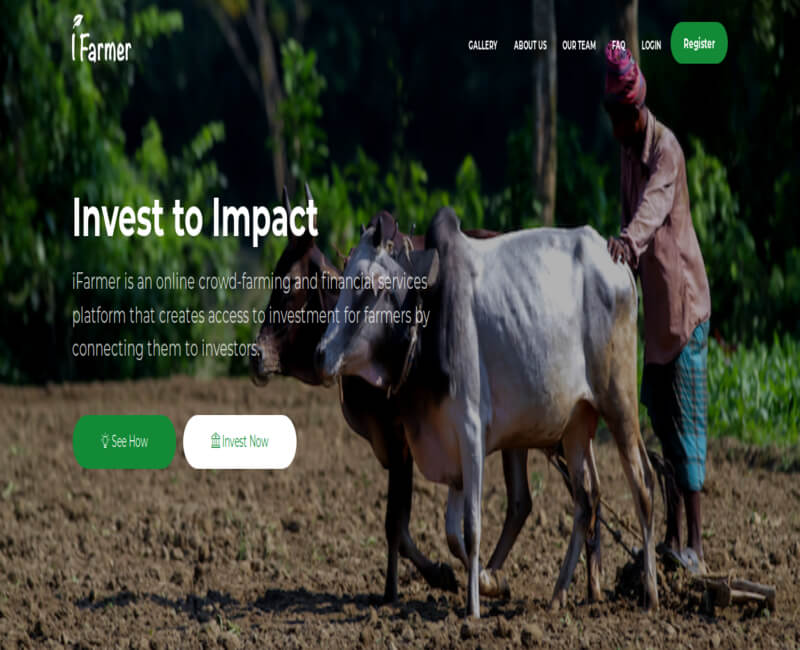 iFarmer
GALLERY ABOUT US OUR TEAM FAQ LOGIN Register
Invest to Impact
iFarmer is an online crowd-farming and financial services
platform that creates access to investment for farmers by
connecting them to investors.
See How Invest Now